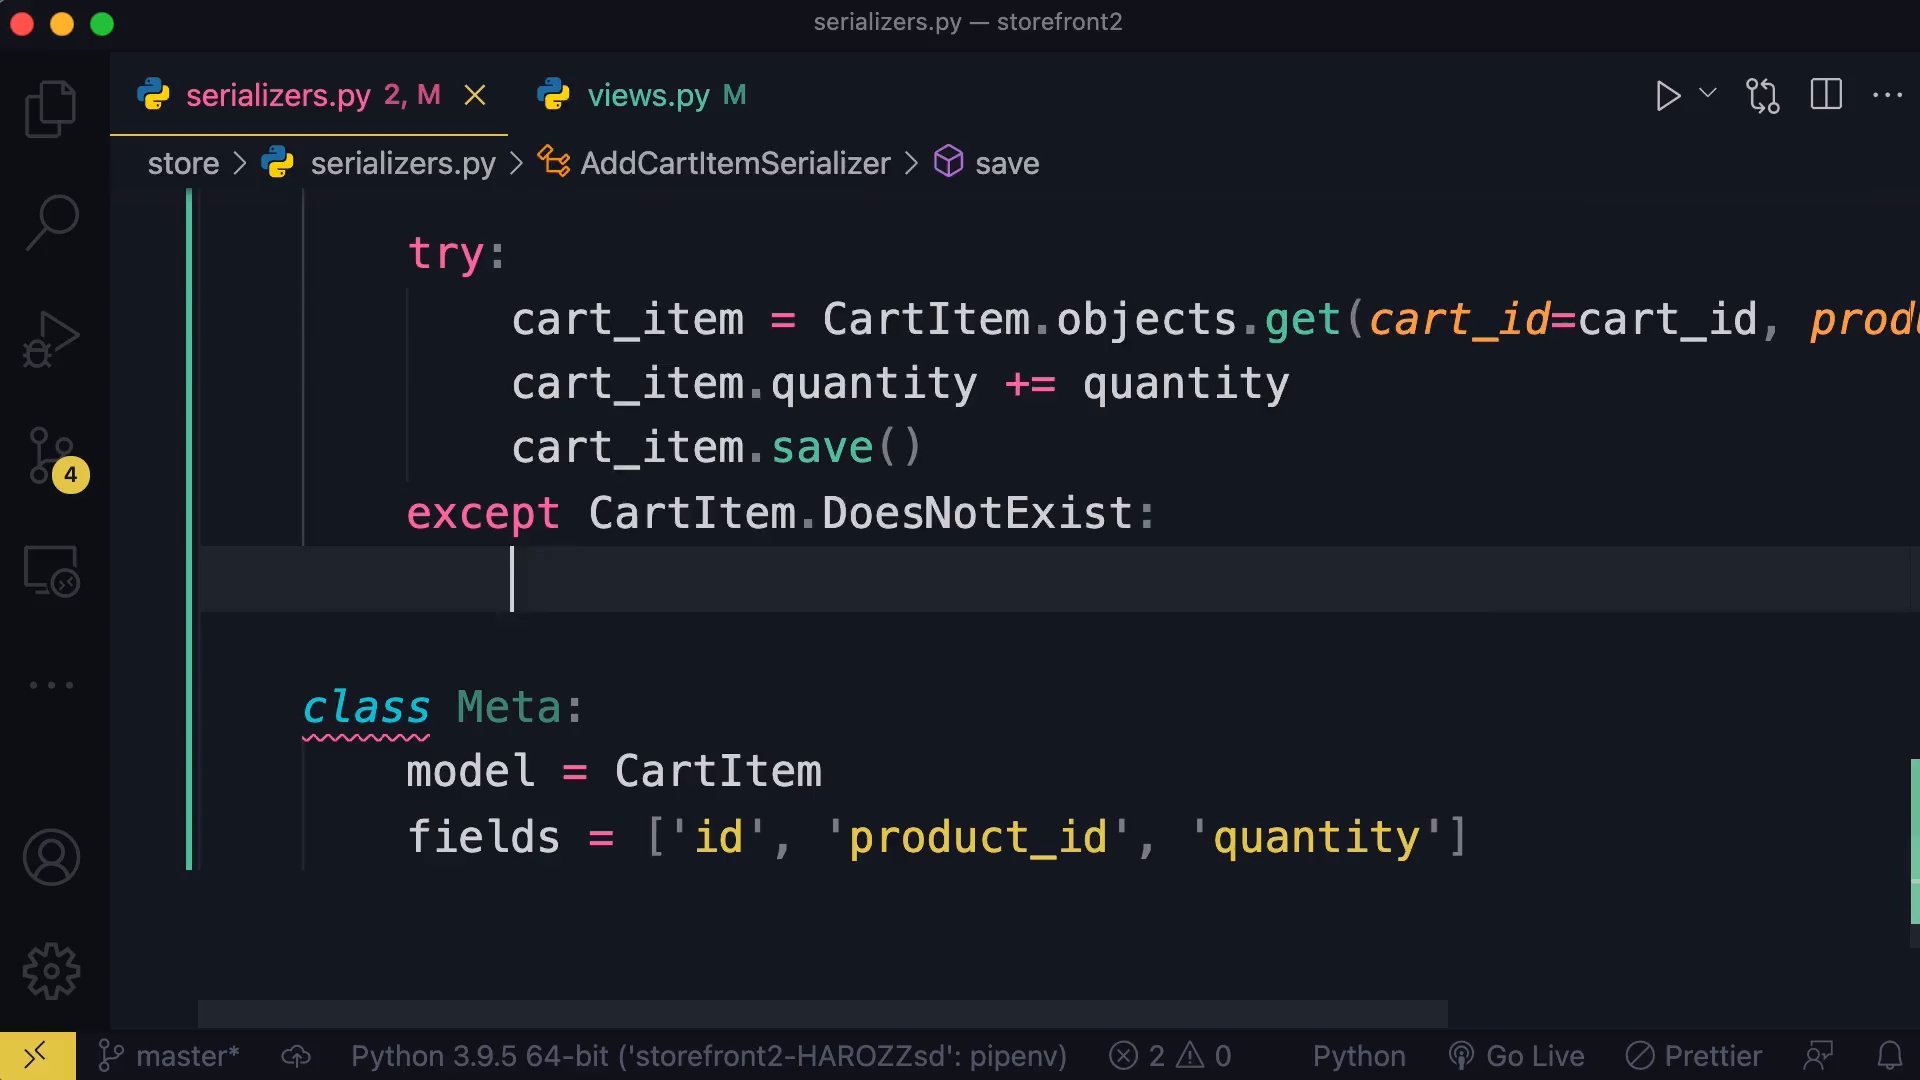 serializers.py — storefront2
serializers.py 2, M
views.py M
store > serializers.py > AddCartItemSerializer > save
try:
cart_item = CartItem.objects.get(cart_id=cart_id,
cart_item.quantity += quantity
cart_item.save()
except CartItem.DoesNotExist:
4
class Meta:
model = CartItem
fields = ['id', 'product_id', 'quantity']
master* Python 3.9.5 64-bit ('storefront2-HAROZZsd': pipenv) 2 0 Python Go Live Prettier